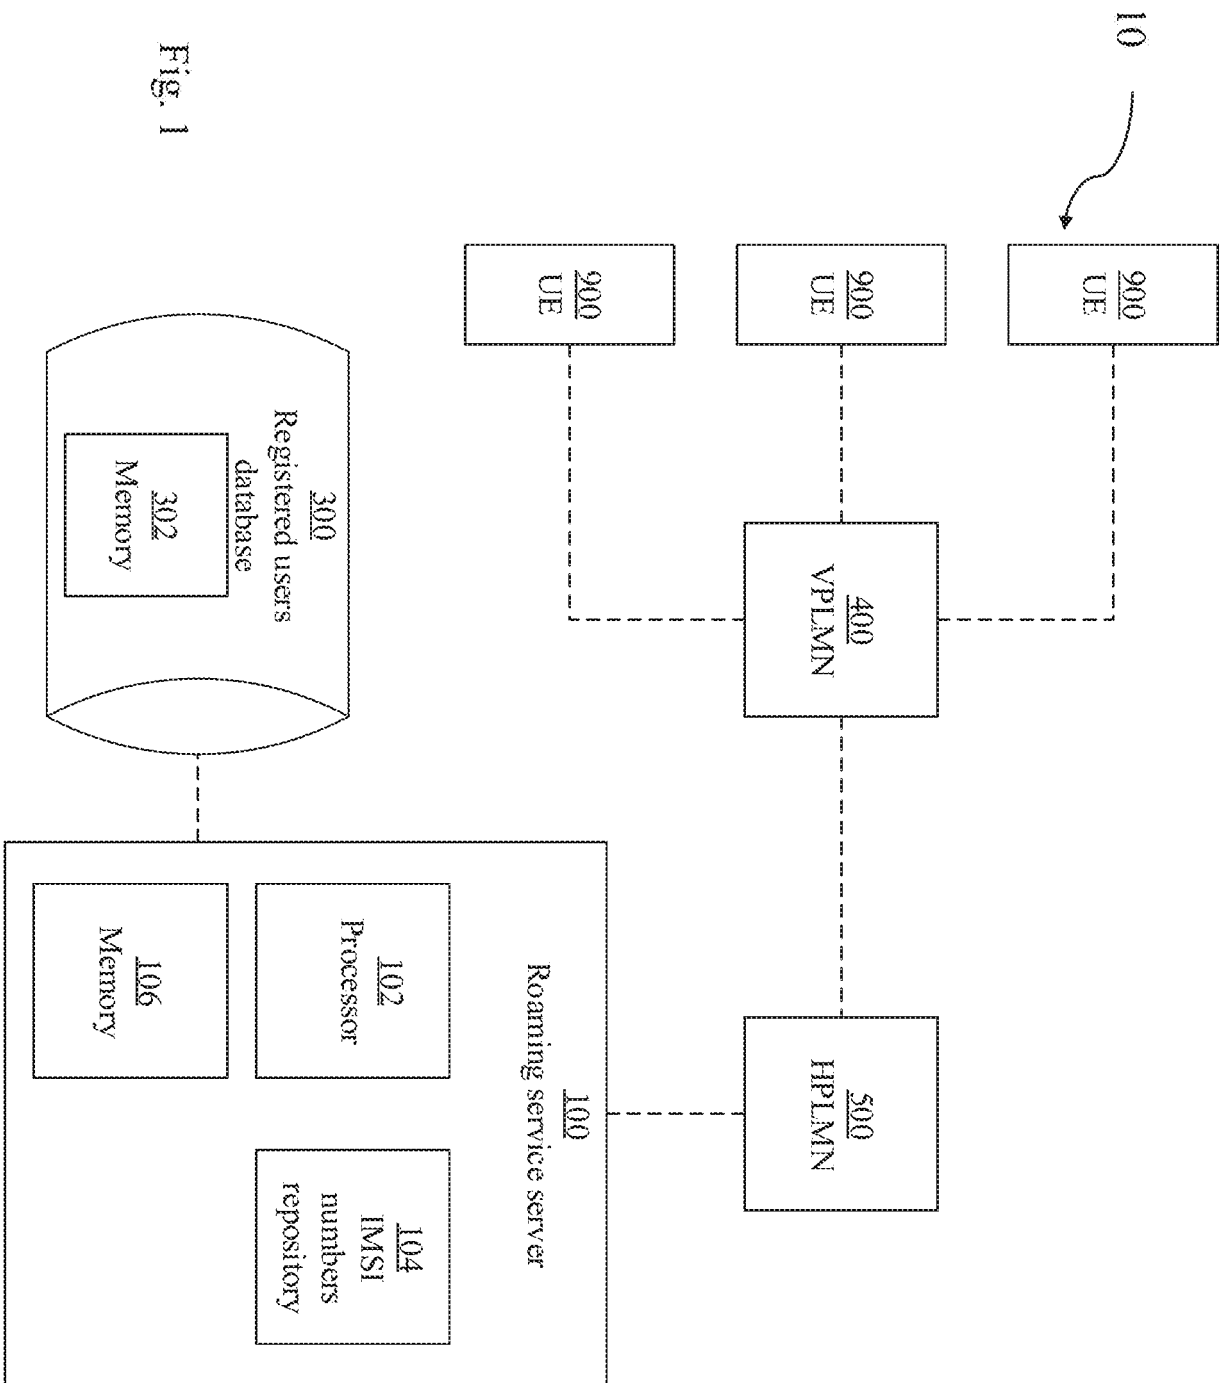 10
900
UE
900
UE
900
UE
400
VPLMN
500
HPLMN
300
Registered users
database
302
Memory
100
Roaming service server
102
Processor
104
IMSI
numbers
repository
106
Memory
Fig. 1